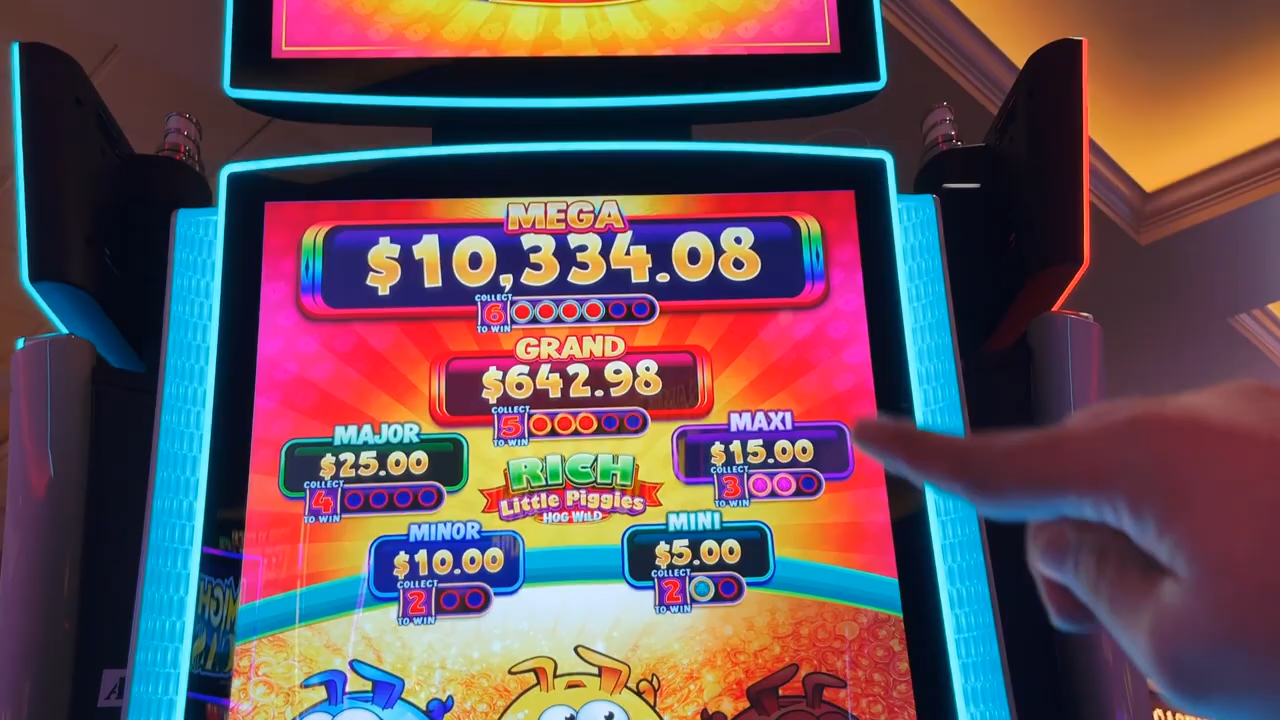 MEGA
$10,334.08
COLLECT
6
TO WIN
GRAND
$642.98
COLLECT
5
TO WIN
MAJOR
$25.00
COLLECT
4
TO WIN
MAXI
$15.00
COLLECT
3
TO WIN
RICH
Little Piggies
HOG WILD
MINOR
$10.00
COLLECT
2
TO WIN
MINI
$5.00
COLLECT
2
TO WIN